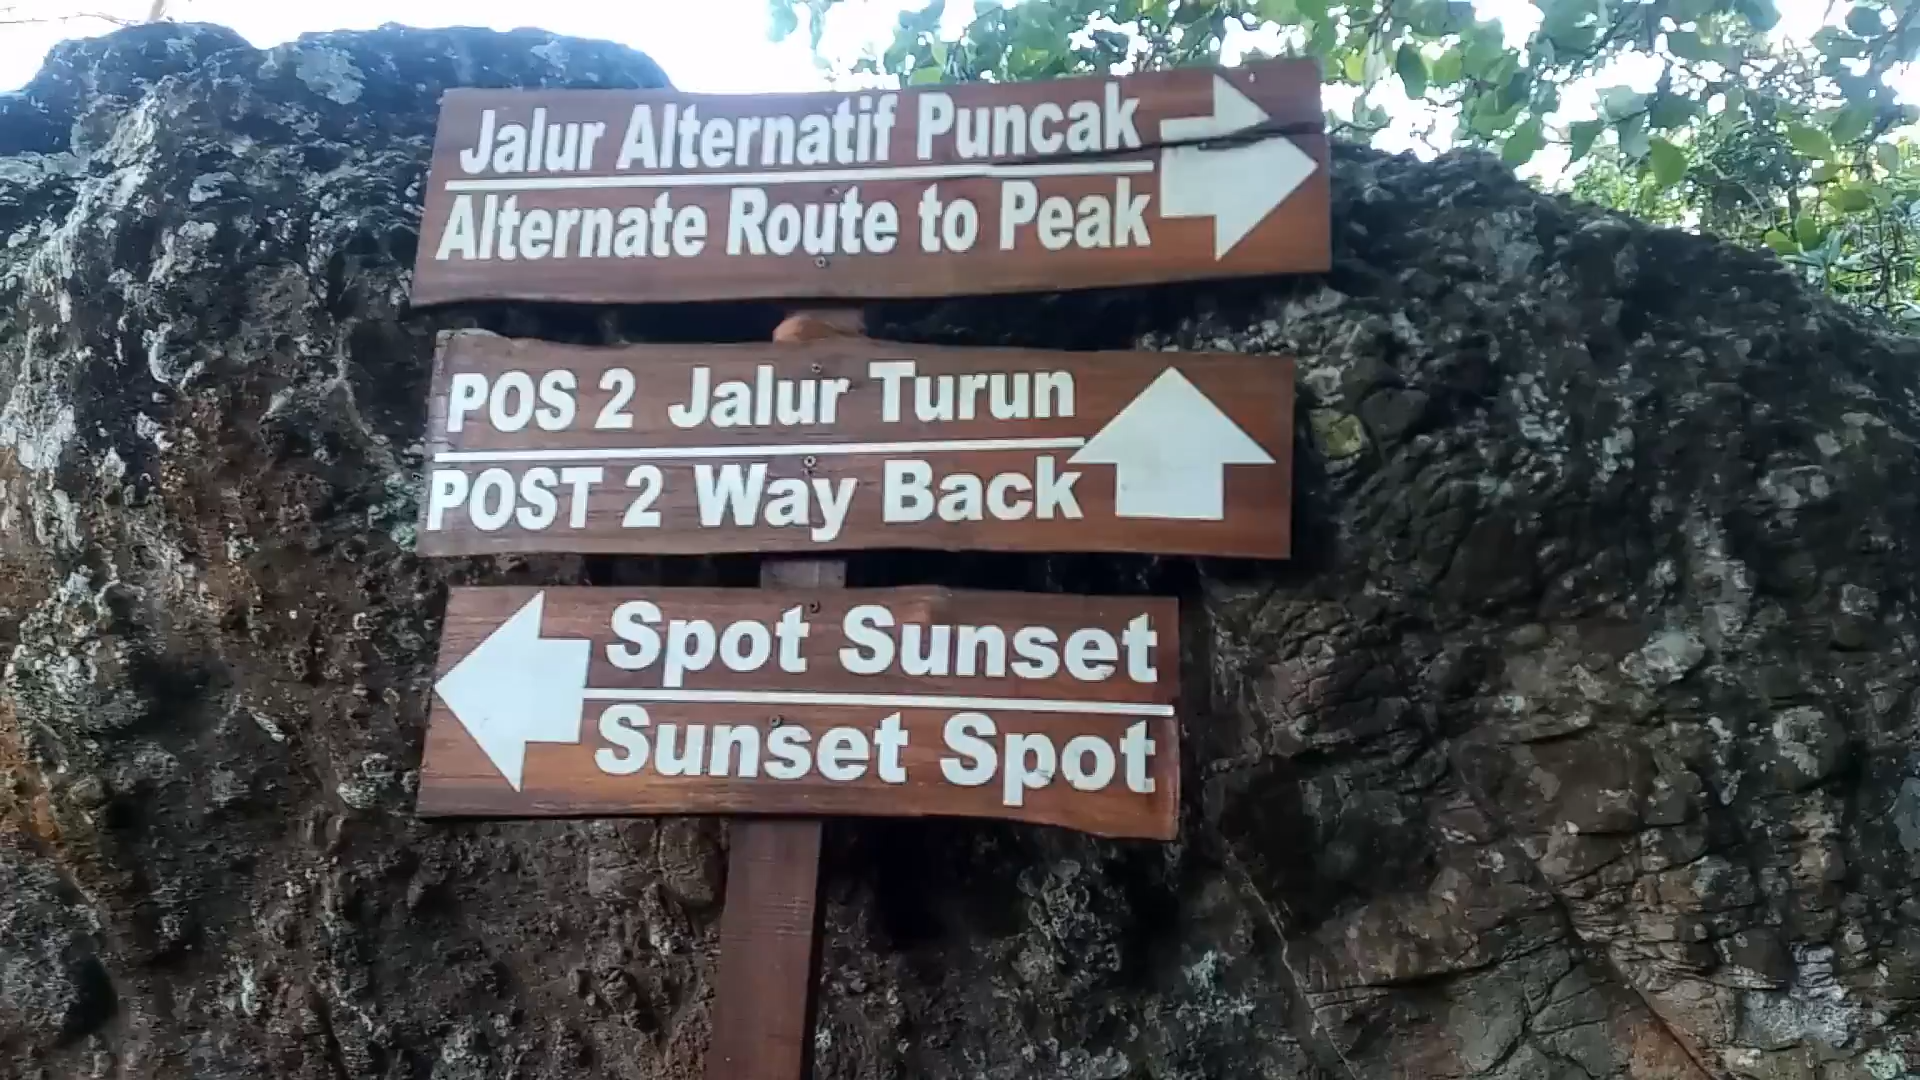 Jalur Alternatif Puncak
Alternate Route to Peak
POS 2 Jalur Turun
POST 2 Way Back
Spot Sunset
Sunset Spot